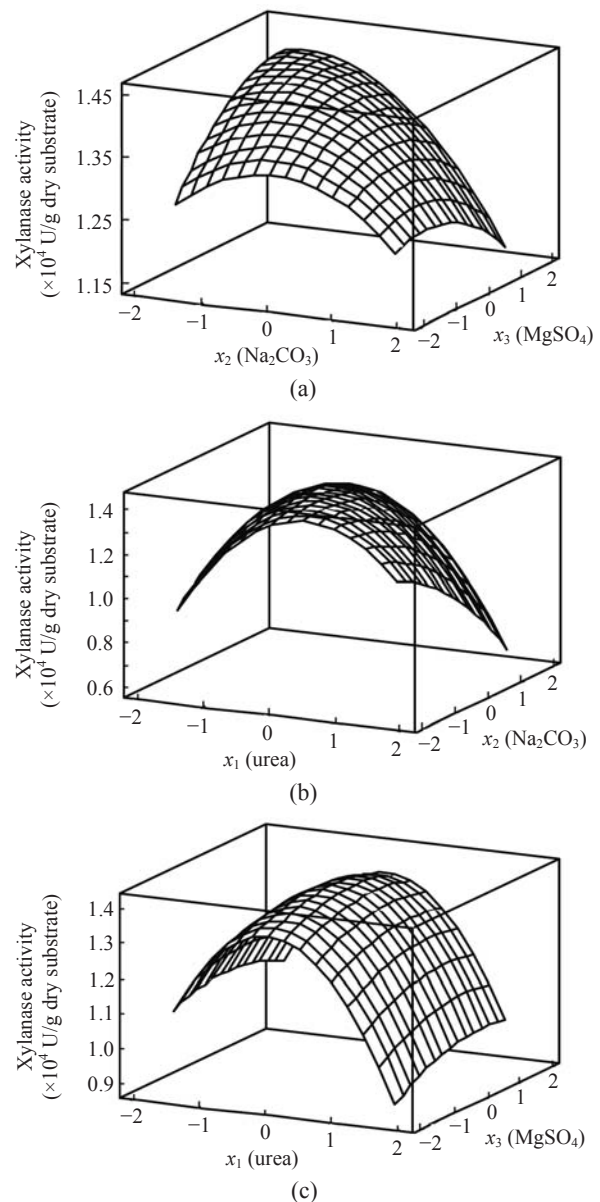 Xylanase activity
(×10⁴ U/g dry substrate)
1.45
1.35
1.25
1.15
−2
−1
0
1
2
x₂ (Na₂CO₃)
−2
−1
0
1
2
x₃ (MgSO₄)
(a)
Xylanase activity
(×10⁴ U/g dry substrate)
1.4
1.2
1.0
0.8
0.6
−2
−1
0
1
2
x₁ (urea)
−2
−1
0
1
2
x₂ (Na₂CO₃)
(b)
Xylanase activity
(×10⁴ U/g dry substrate)
1.4
1.3
1.2
1.0
0.9
−2
−1
0
1
2
x₁ (urea)
−2
−1
0
1
2
x₃ (MgSO₄)
(c)